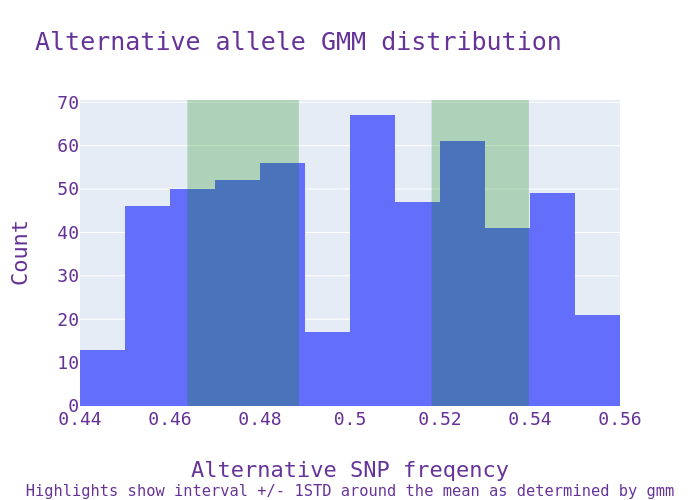 Alternative allele GMM distribution
70
60
50
40
30
20
10
0
Count
0.44 0.46 0.48 0.5 0.52 0.54 0.56
Alternative SNP freqency
Highlights show interval +/- 1STD around the mean as determined by gmm